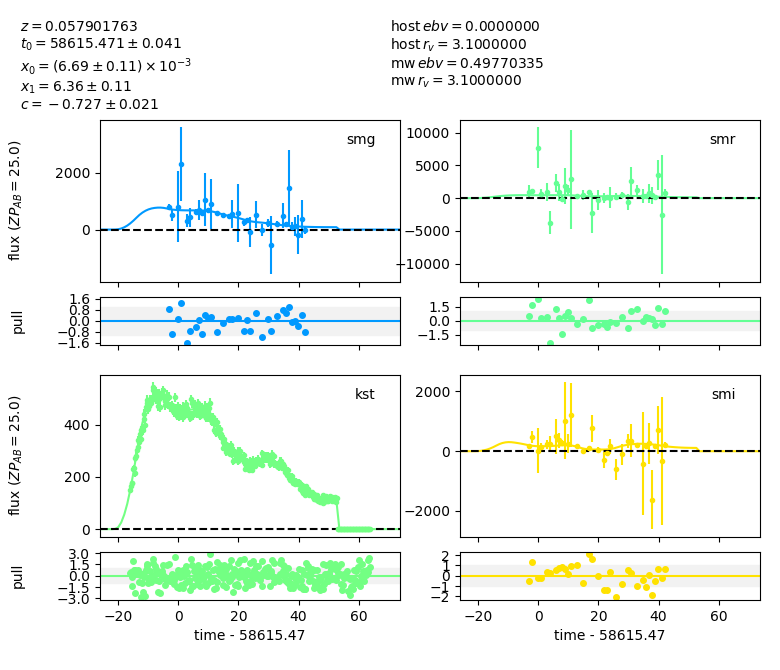 z = 0.057901763
t₀ = 58615.471 ± 0.041
x₀ = (6.69 ± 0.11) × 10⁻³
x₁ = 6.36 ± 0.11
c = −0.727 ± 0.021
host ebv = 0.0000000
host r_v = 3.1000000
mw ebv = 0.49770335
mw r_v = 3.1000000
smg
2000
0
flux (ZP_AB = 25.0)
1.6
0.8
0.0
−0.8
−1.6
pull
smr
10000
5000
0
−5000
−10000
1.5
0.0
−1.5
kst
400
200
0
flux (ZP_AB = 25.0)
3.0
1.5
0.0
−1.5
−3.0
pull
−20 0 20 40 60
time - 58615.47
smi
2000
0
−2000
2
1
0
−1
−2
−20 0 20 40 60
time - 58615.47